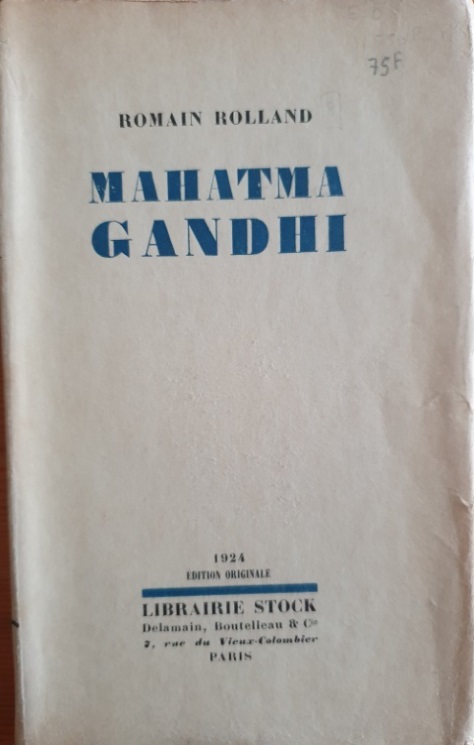 75F
ROMAIN ROLLAND
MAHATMA
GANDHI
1924
ÉDITION ORIGINALE
LIBRAIRIE STOCK
Delamain, Boutelleau & Cie
7, rue du Vieux-Colombier
PARIS